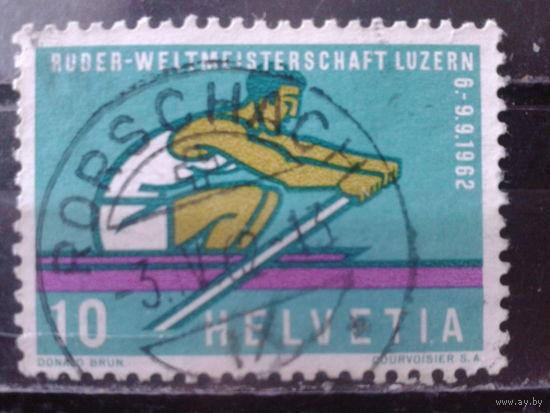 RUDER-WELTMEISTERSCHAFT LUZERN
6.-9.9.1962
RORSCHACH
10
HELVETIA
DONALD BRUN
COURVOISIER S.A.
www.ay.by